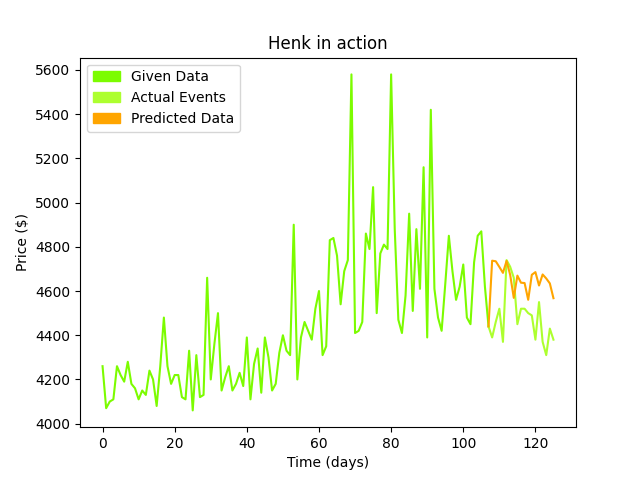 Henk in action
Given Data
Actual Events
Predicted Data
Price ($)
5600
5400
5200
5000
4800
4600
4400
4200
4000
0 20 40 60 80 100 120
Time (days)